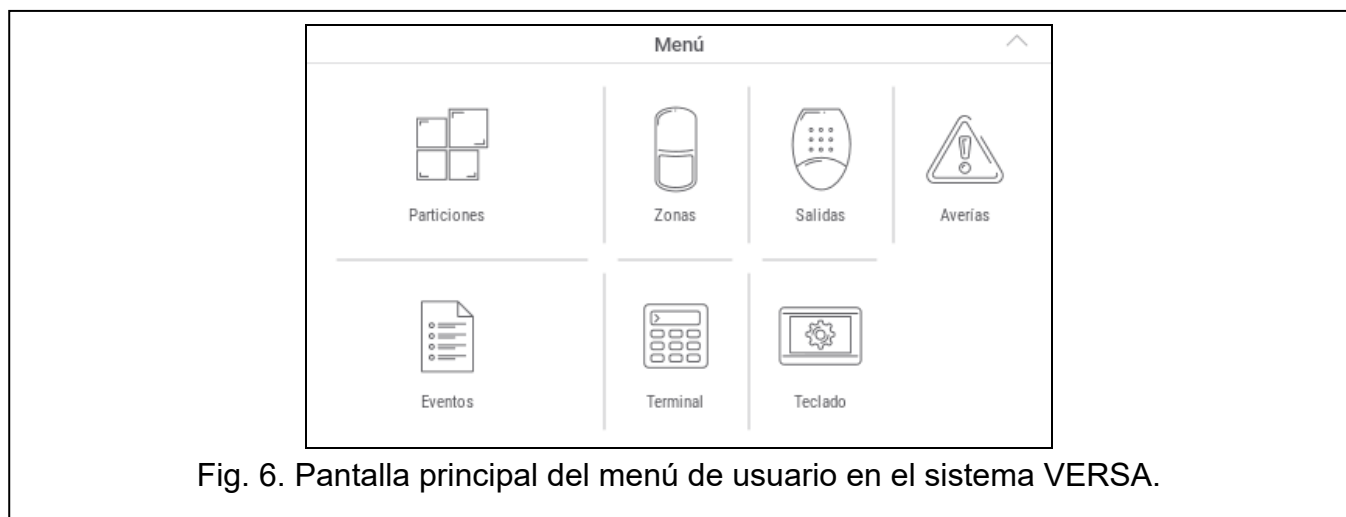 Menú
Particiones
Zonas
Salidas
Averías
Eventos
Terminal
Teclado
Fig. 6. Pantalla principal del menú de usuario en el sistema VERSA.